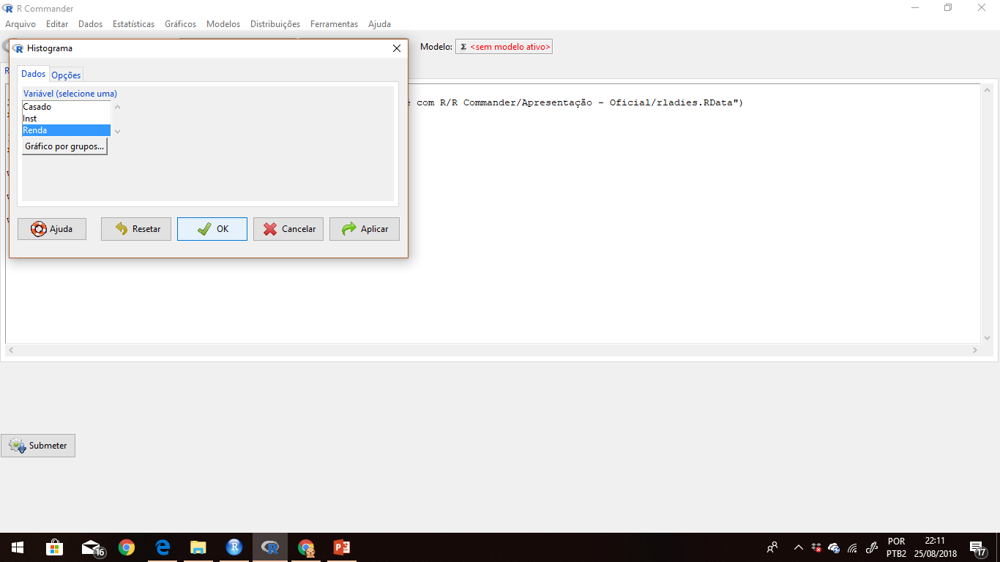 R Commander
Arquivo Editar Dados Estatísticas Gráficos Modelos Distribuições Ferramentas Ajuda
Histograma
Modelo: Σ <sem modelo ativo>
Dados Opções
Variável (selecione uma)
Casado
Inst
Renda
Gráfico por grupos...
com R/R Commander/Apresentação - Oficial/rladies.RData")
Ajuda Resetar OK Cancelar Aplicar
Submeter
16
POR
PTB2
22:11
25/08/2018
17